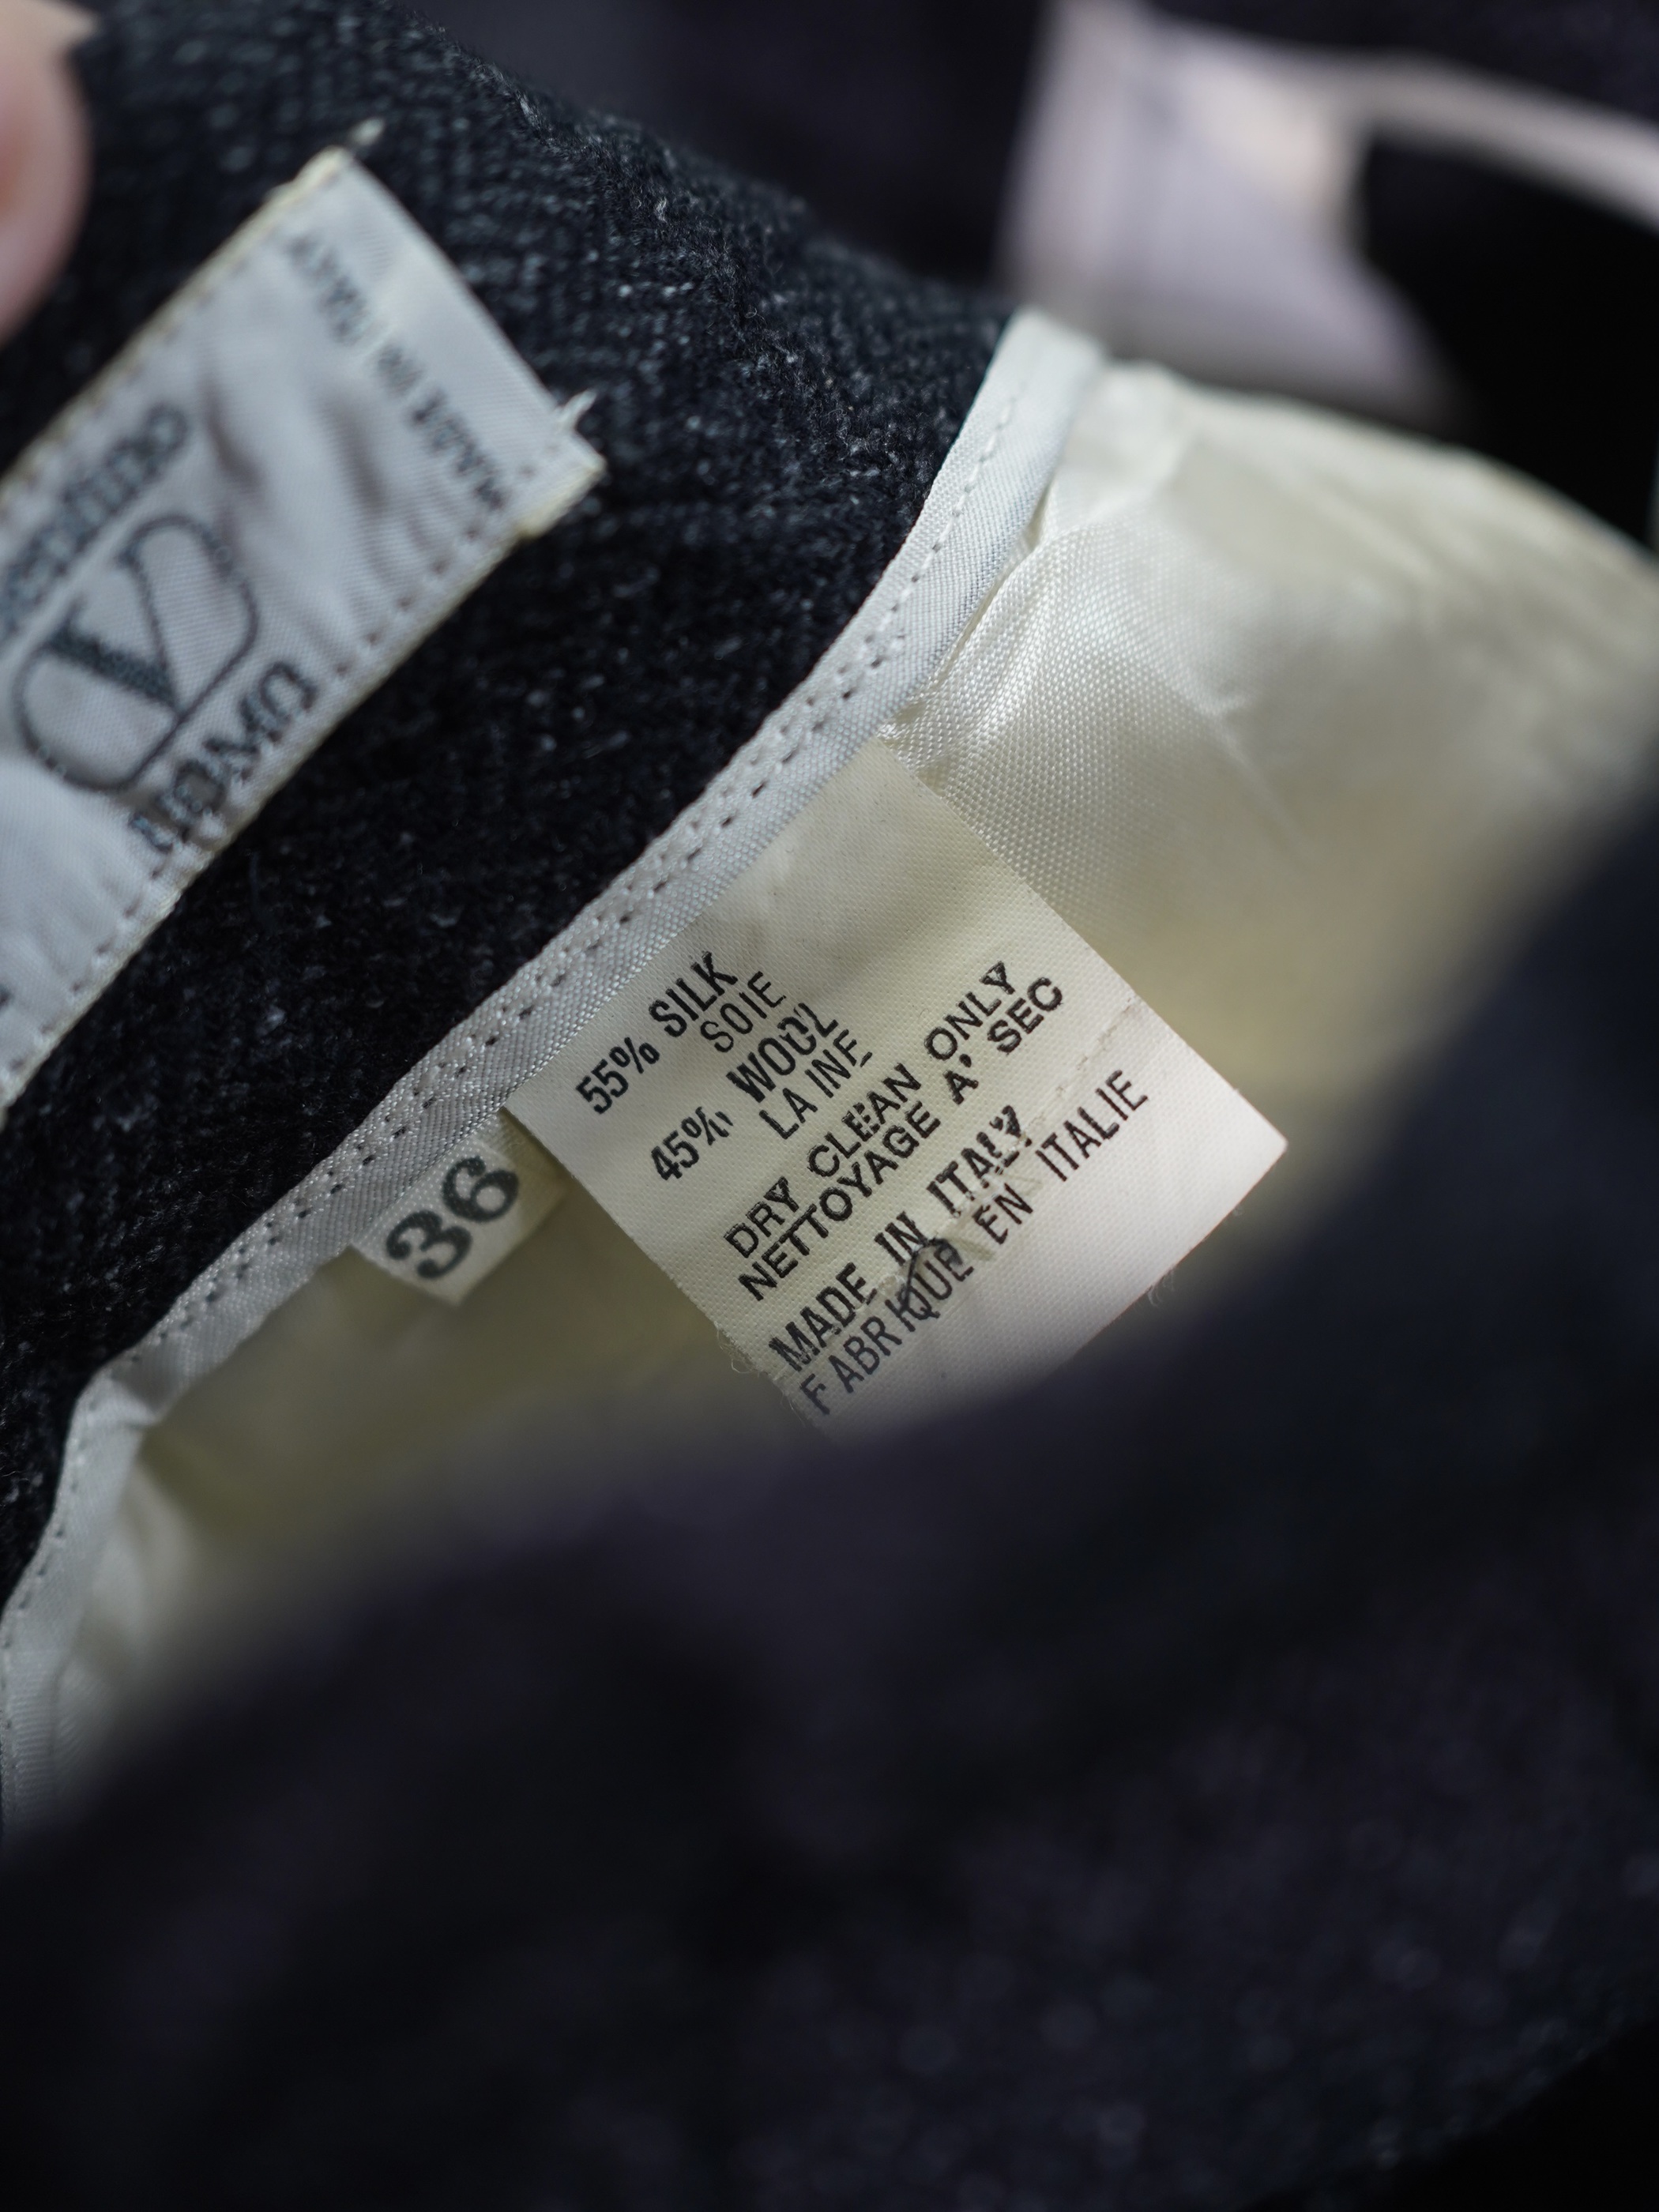 valentino
V
UOMO
MADE IN ITALY
36
55% SILK
SOIE
45% WOOL
LAINE
DRY CLEAN ONLY
NETTOYAGE A' SEC
MADE IN ITALY
FABRIQUE EN ITALIE